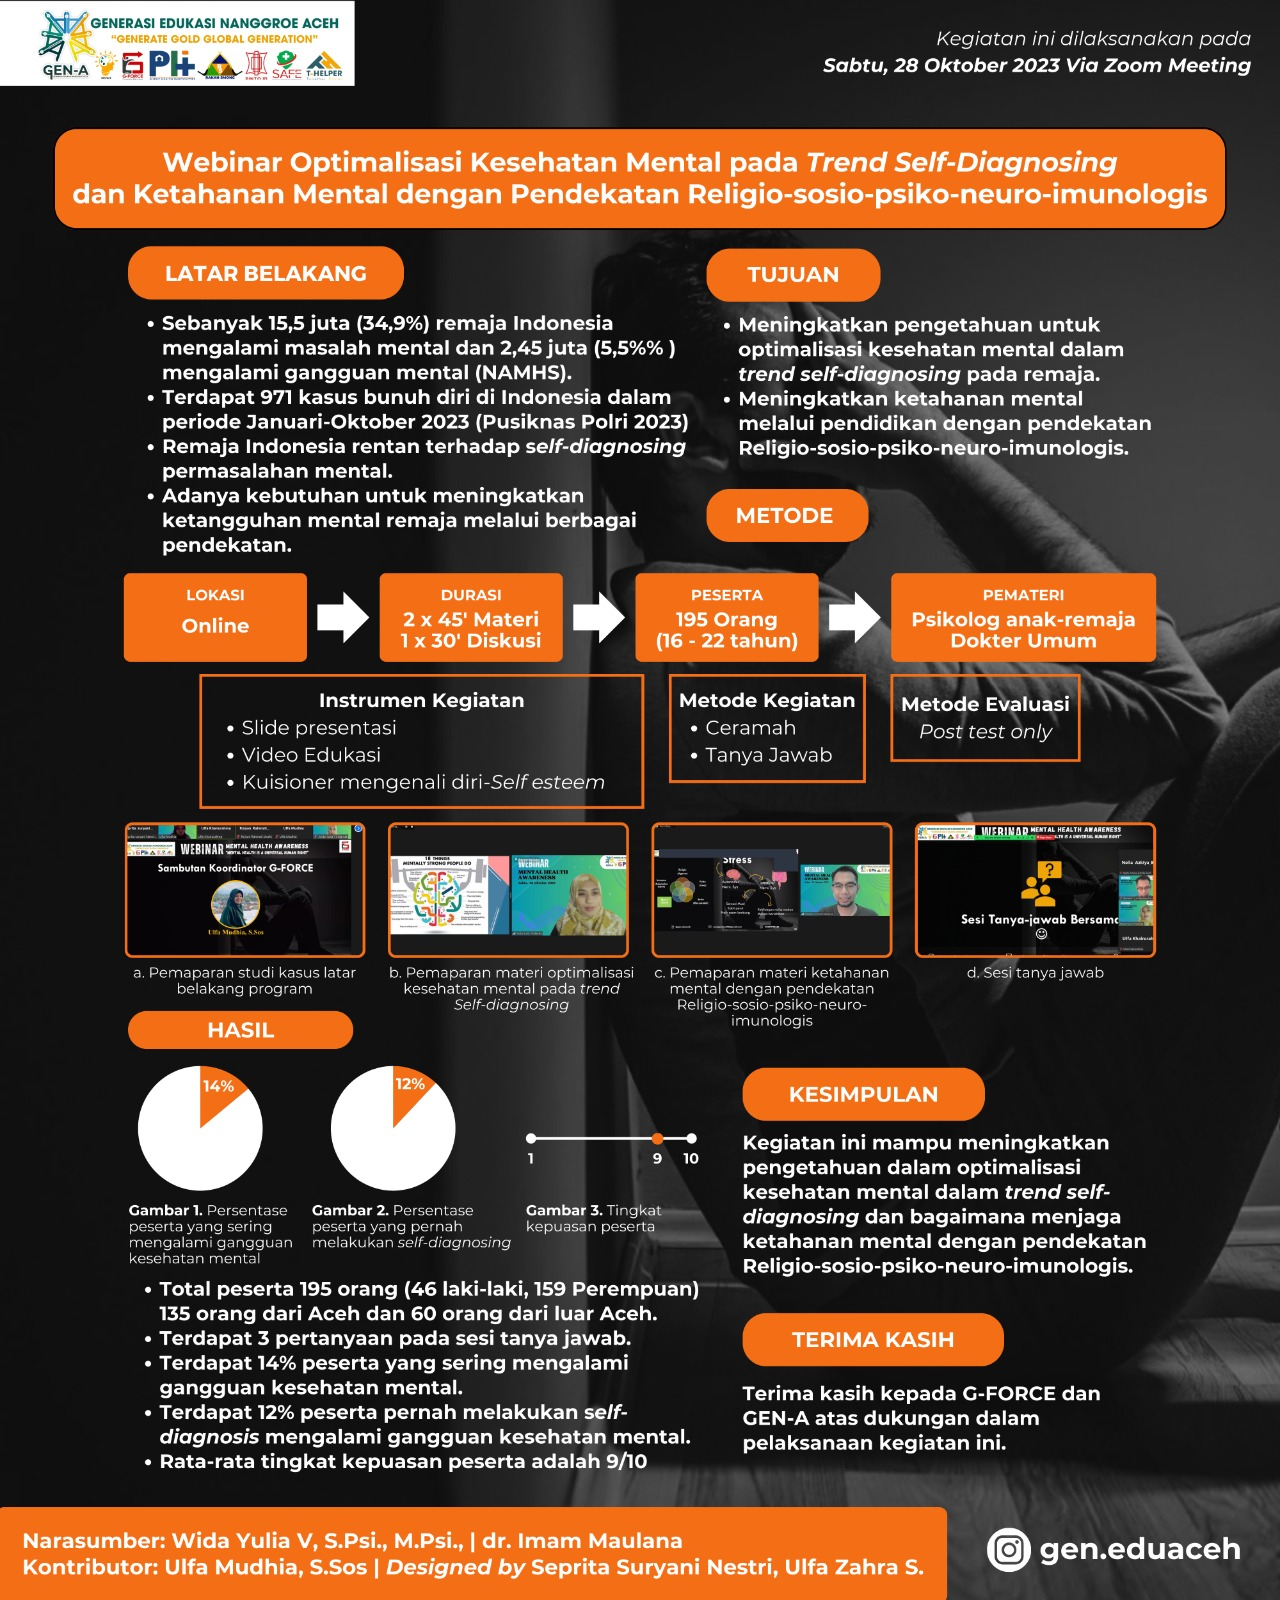 GENERASI EDUKASI NANGGROE ACEH
"GENERATE GOLD GLOBAL GENERATION"
GEN-A
G-FORCE
PHI
SAFE
T-HELPER
Kegiatan ini dilaksanakan pada
Sabtu, 28 Oktober 2023 Via Zoom Meeting
Webinar Optimalisasi Kesehatan Mental pada Trend Self-Diagnosing
dan Ketahanan Mental dengan Pendekatan Religio-sosio-psiko-neuro-imunologis
LATAR BELAKANG
• Sebanyak 15,5 juta (34,9%) remaja Indonesia
mengalami masalah mental dan 2,45 juta (5,5%% )
mengalami gangguan mental (NAMHS).
• Terdapat 971 kasus bunuh diri di Indonesia dalam
periode Januari-Oktober 2023 (Pusiknas Polri 2023)
• Remaja Indonesia rentan terhadap self-diagnosing
permasalahan mental.
• Adanya kebutuhan untuk meningkatkan
ketangguhan mental remaja melalui berbagai
pendekatan.
TUJUAN
• Meningkatkan pengetahuan untuk
optimalisasi kesehatan mental dalam
trend self-diagnosing pada remaja.
• Meningkatkan ketahanan mental
melalui pendidikan dengan pendekatan
Religio-sosio-psiko-neuro-imunologis.
METODE
LOKASI
Online
DURASI
2 x 45' Materi
1 x 30' Diskusi
PESERTA
195 Orang
(16 - 22 tahun)
PEMATERI
Psikolog anak-remaja
Dokter Umum
Instrumen Kegiatan
• Slide presentasi
• Video Edukasi
• Kuisioner mengenali diri-Self esteem
Metode Kegiatan
• Ceramah
• Tanya Jawab
Metode Evaluasi
Post test only
WEBINAR MENTAL HEALTH AWARENESS
Sambutan Koordinator G-FORCE
Ulfa Mudhia, S.Sos
18 THINGS
MENTALLY STRONG PEOPLE DO
WEBINAR
MENTAL HEALTH
AWARENESS
Stress
WEBINAR MENTAL HEALTH AWARENESS
Sesi Tanya-jawab Bersama
a. Pemaparan studi kasus latar
belakang program
b. Pemaparan materi optimalisasi
kesehatan mental pada trend
Self-diagnosing
c. Pemaparan materi ketahanan
mental dengan pendekatan
Religio-sosio-psiko-neuro-
imunologis
d. Sesi tanya jawab
HASIL
14%
12%
1 9 10
Gambar 1. Persentase
peserta yang sering
mengalami gangguan
kesehatan mental
Gambar 2. Persentase
peserta yang pernah
melakukan self-diagnosing
Gambar 3. Tingkat
kepuasan peserta
• Total peserta 195 orang (46 laki-laki, 159 Perempuan)
135 orang dari Aceh dan 60 orang dari luar Aceh.
• Terdapat 3 pertanyaan pada sesi tanya jawab.
• Terdapat 14% peserta yang sering mengalami
gangguan kesehatan mental.
• Terdapat 12% peserta pernah melakukan self-
diagnosis mengalami gangguan kesehatan mental.
• Rata-rata tingkat kepuasan peserta adalah 9/10
KESIMPULAN
Kegiatan ini mampu meningkatkan
pengetahuan dalam optimalisasi
kesehatan mental dalam trend self-
diagnosing dan bagaimana menjaga
ketahanan mental dengan pendekatan
Religio-sosio-psiko-neuro-imunologis.
TERIMA KASIH
Terima kasih kepada G-FORCE dan
GEN-A atas dukungan dalam
pelaksanaan kegiatan ini.
Narasumber: Wida Yulia V, S.Psi., M.Psi., | dr. Imam Maulana
Kontributor: Ulfa Mudhia, S.Sos | Designed by Seprita Suryani Nestri, Ulfa Zahra S.
gen.eduaceh